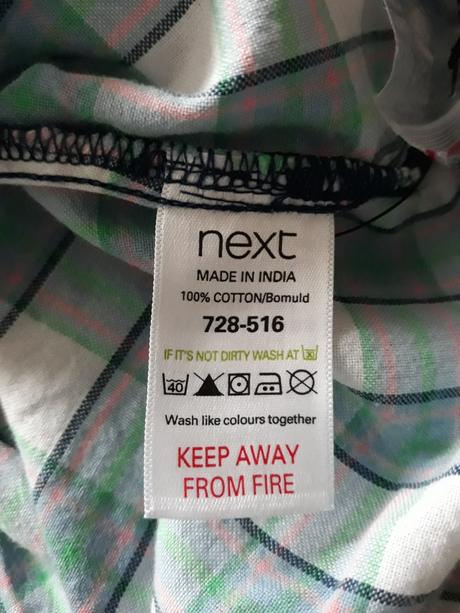 next
MADE IN INDIA
100% COTTON/Bomuld
728-516
IF IT'S NOT DIRTY WASH AT
40
Wash like colours together
KEEP AWAY
FROM FIRE